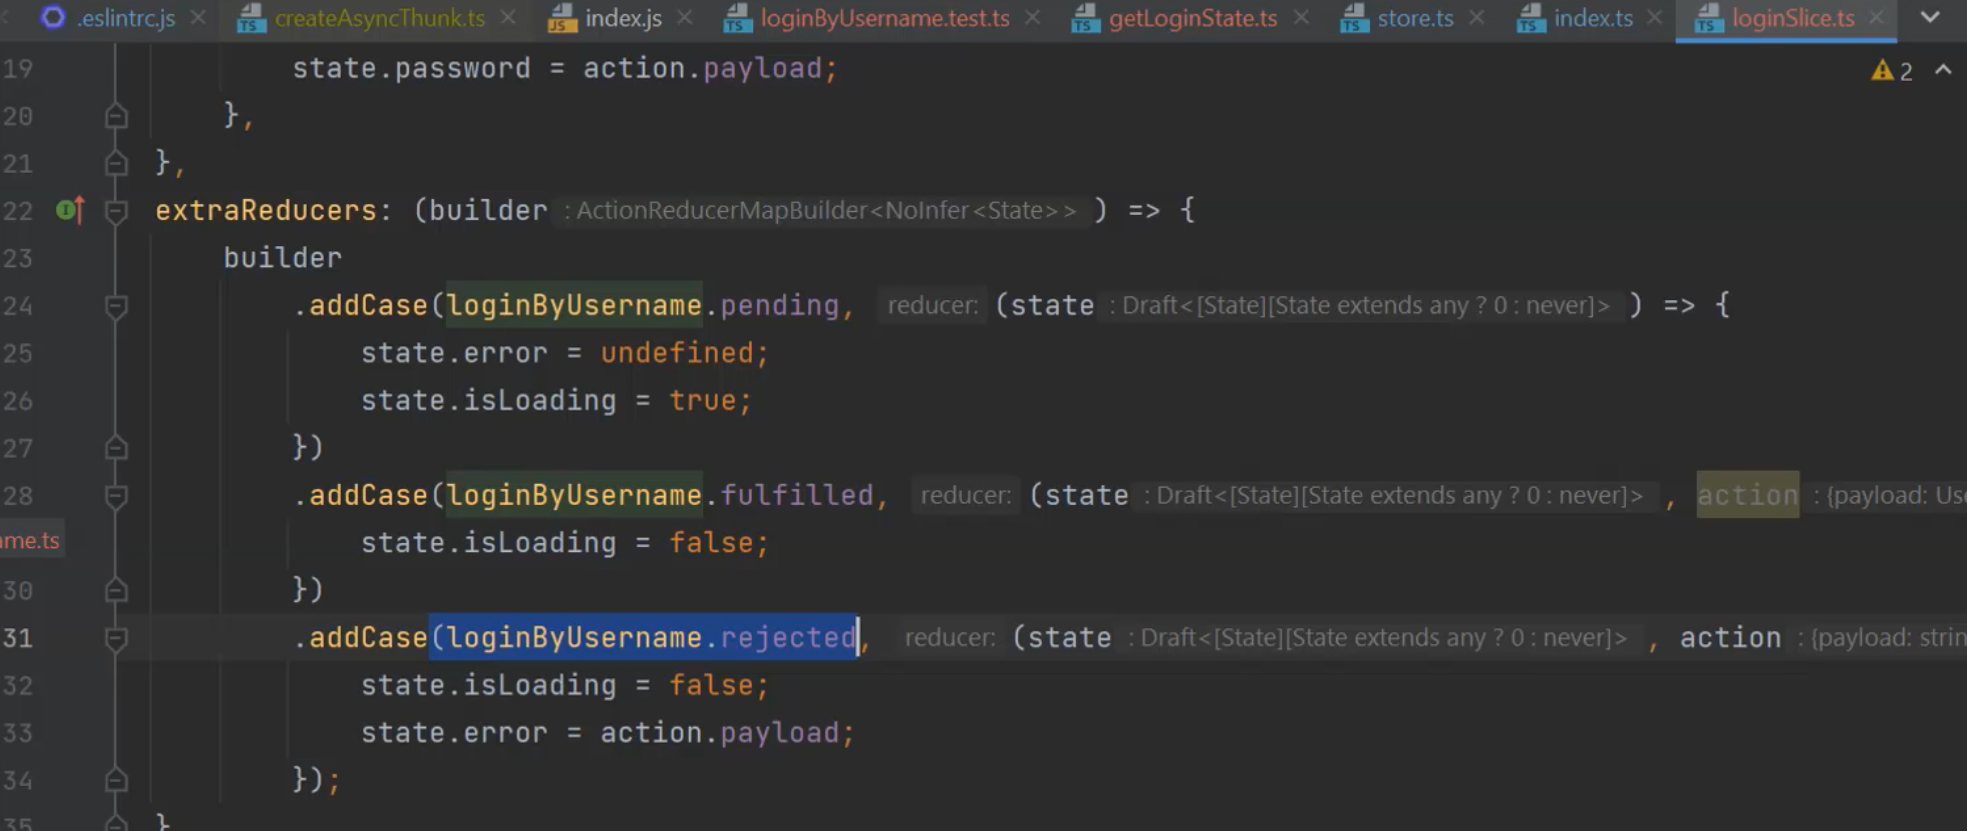 .eslintrc.js createAsyncThunk.ts index.js loginByUsername.test.ts getLoginState.ts store.ts index.ts loginSlice.ts
19 state.password = action.payload; 2
20 },
21 },
22 extraReducers: (builder : ActionReducerMapBuilder<NoInfer<State>> ) => {
23 builder
24 .addCase(loginByUsername.pending, reducer: (state : Draft<[State][State extends any ? 0 : never]> ) => {
25 state.error = undefined;
26 state.isLoading = true;
27 })
28 .addCase(loginByUsername.fulfilled, reducer: (state : Draft<[State][State extends any ? 0 : never]> , action : {payload: Use
ame.ts state.isLoading = false;
30 })
31 .addCase(loginByUsername.rejected, reducer: (state : Draft<[State][State extends any ? 0 : never]> , action : {payload: strin
32 state.isLoading = false;
33 state.error = action.payload;
34 });
35 }